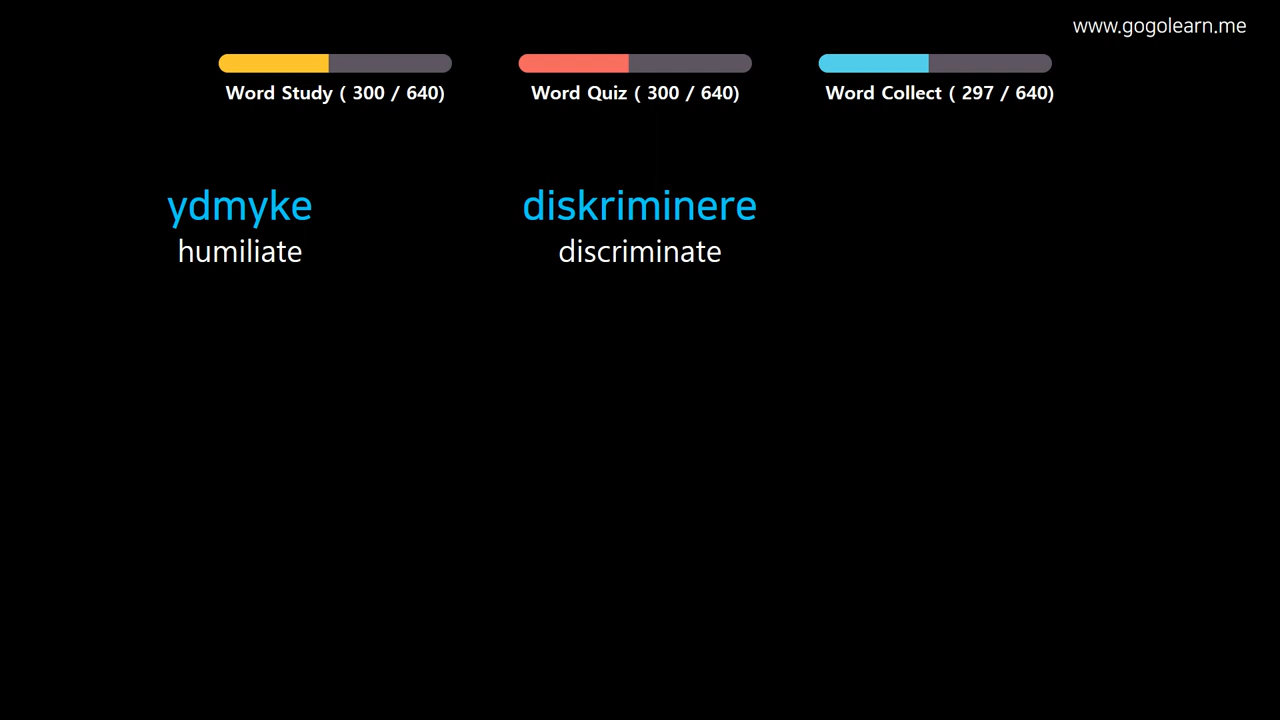 www.gogolearn.me
Word Study ( 300 / 640)
Word Quiz ( 300 / 640)
Word Collect ( 297 / 640)
ydmyke
humiliate
diskriminere
discriminate